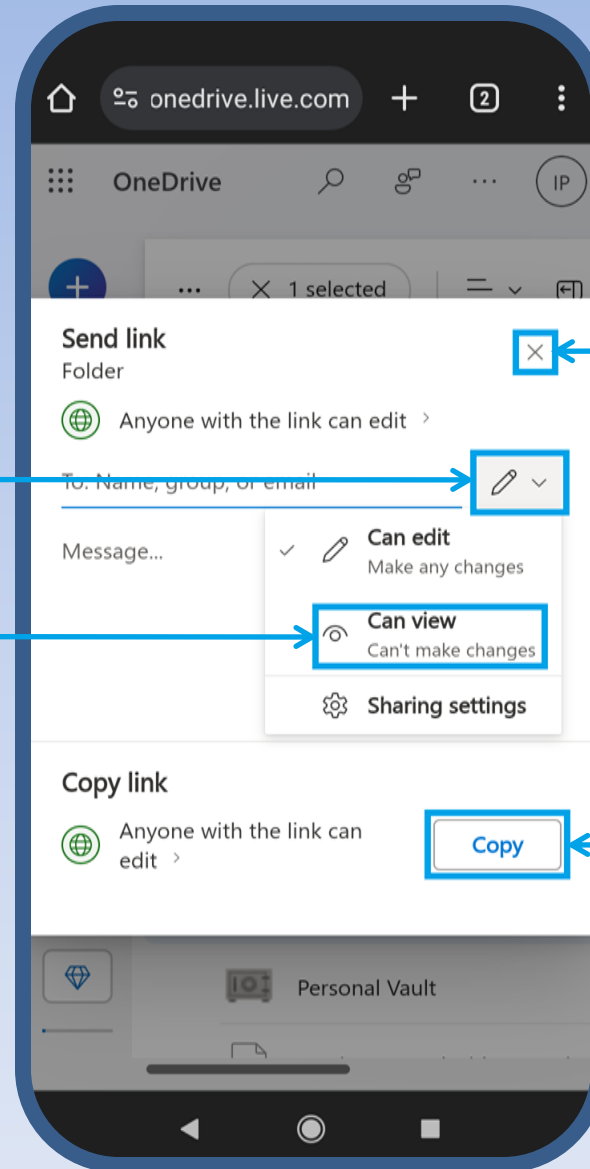 onedrive.live.com
2
OneDrive
IP
1 selected
Send link
Folder
Anyone with the link can edit
To: Name, group, or email
Message...
Can edit
Make any changes
Can view
Can't make changes
Sharing settings
Copy link
Anyone with the link can
edit
Copy
Personal Vault